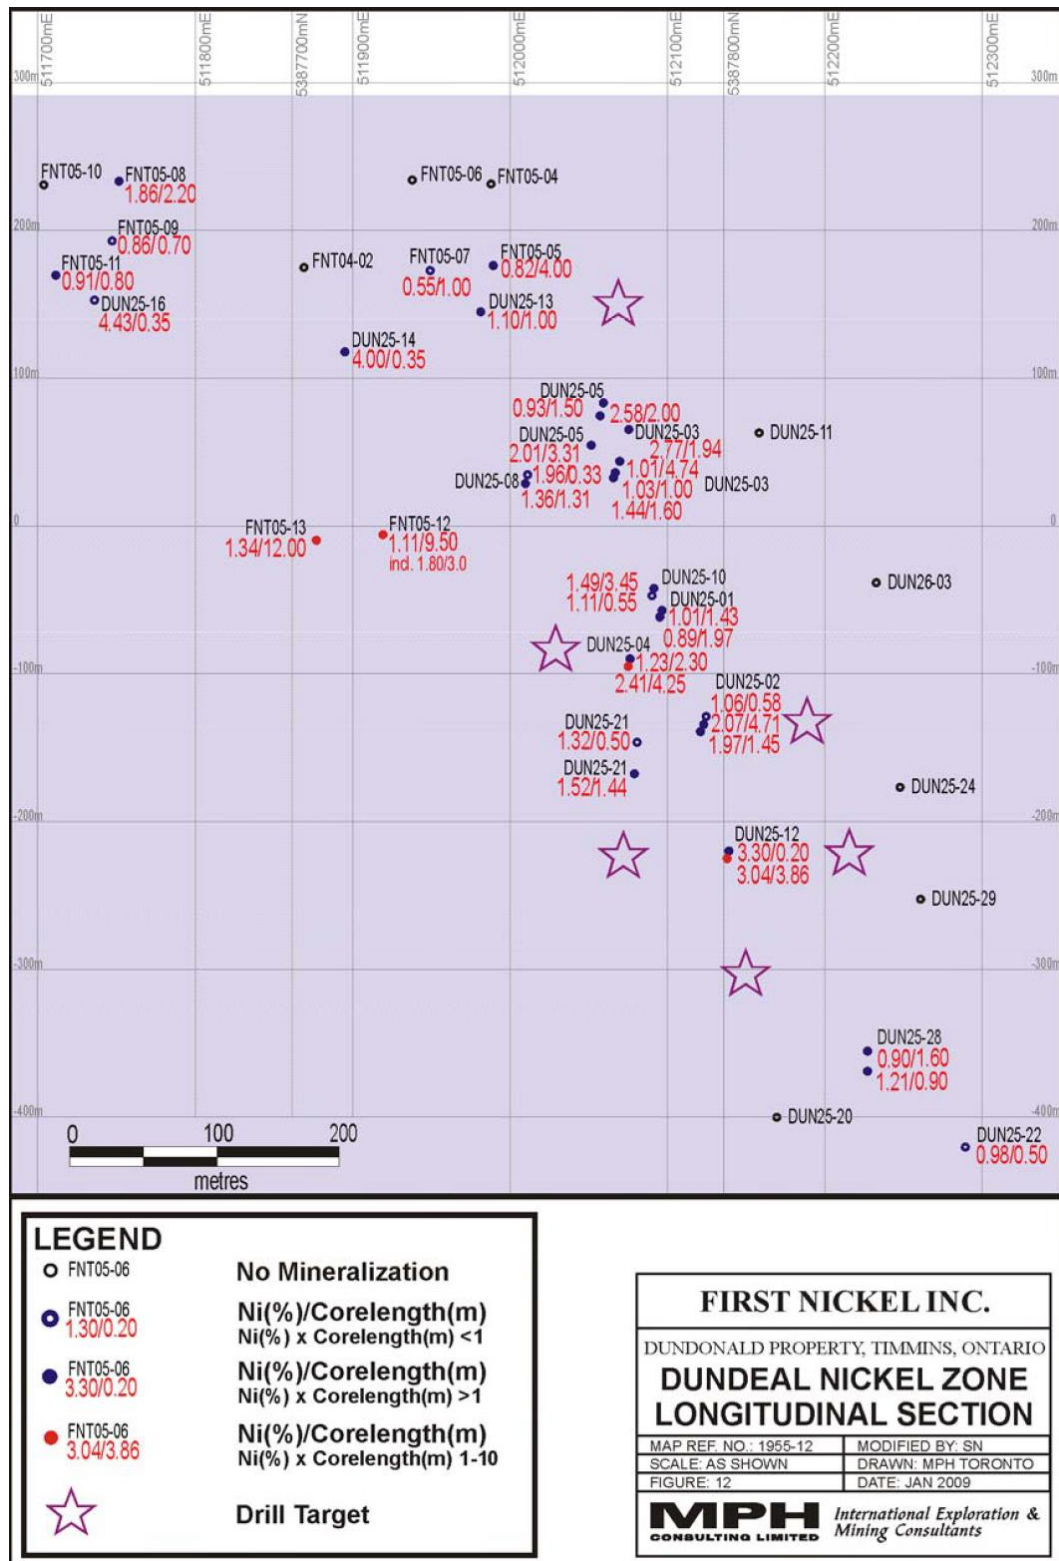 511700mE
511800mE
5387700mN
511900mE
512000mE
512100mE
5387800mN
512200mE
512300mE
300m
300m
FNT05-10
FNT05-08
1.86/2.20
FNT05-06
FNT05-04
200m
200m
FNT05-09
0.86/0.70
FNT05-11
0.91/0.80
FNT04-02
FNT05-07
0.55/1.00
FNT05-05
0.82/4.00
DUN25-16
4.43/0.35
DUN25-13
1.10/1.00
DUN25-14
4.00/0.35
100m
100m
DUN25-05
0.93/1.50
2.58/2.00
DUN25-05
2.01/3.31
DUN25-03
2.77/1.94
DUN25-11
DUN25-08
1.96/0.33
1.36/1.31
1.01/4.74
1.03/1.00
1.44/1.60
DUN25-03
0
0
FNT05-13
1.34/12.00
FNT05-12
1.11/9.50
incl. 1.80/3.0
DUN25-10
1.49/3.45
1.11/0.55
DUN26-03
DUN25-01
1.01/1.43
0.89/1.97
DUN25-04
1.23/2.30
2.41/4.25
-100m
-100m
DUN25-02
1.06/0.58
2.07/4.71
1.97/1.45
DUN25-21
1.32/0.50
DUN25-21
1.52/1.44
DUN25-24
-200m
-200m
DUN25-12
3.30/0.20
3.04/3.86
DUN25-29
-300m
-300m
DUN25-28
0.90/1.60
1.21/0.90
-400m
-400m
DUN25-20
DUN25-22
0.98/0.50
0 100 200
metres
LEGEND
FNT05-06 No Mineralization
FNT05-06 Ni(%)/Corelength(m)
1.30/0.20 Ni(%) x Corelength(m) <1
FNT05-06 Ni(%)/Corelength(m)
3.30/0.20 Ni(%) x Corelength(m) >1
FNT05-06 Ni(%)/Corelength(m)
3.04/3.86 Ni(%) x Corelength(m) 1-10
Drill Target
FIRST NICKEL INC.
DUNDONALD PROPERTY, TIMMINS, ONTARIO
DUNDEAL NICKEL ZONE
LONGITUDINAL SECTION
MAP REF. NO.: 1955-12 MODIFIED BY: SN
SCALE: AS SHOWN DRAWN: MPH TORONTO
FIGURE: 12 DATE: JAN 2009
MPH
CONSULTING LIMITED
International Exploration &
Mining Consultants